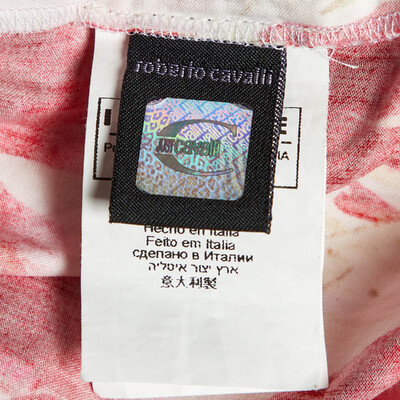 roberto cavalli
just cavalli
Hecho en Italia
Feito em Italia
сделано в Италии
ארץ יצור איטליה
意大利製